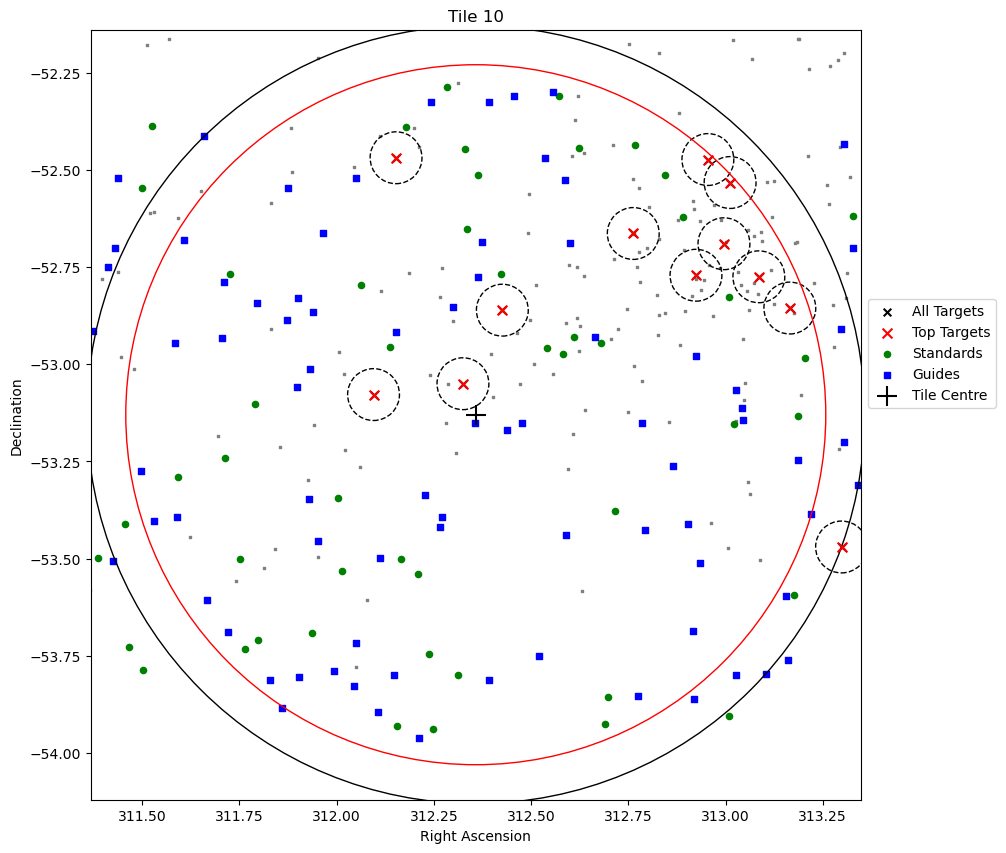 Tile 10
−52.25
−52.50
−52.75
−53.00
−53.25
−53.50
−53.75
−54.00
Declination
311.50
311.75
312.00
312.25
312.50
312.75
313.00
313.25
Right Ascension
All Targets
Top Targets
Standards
Guides
Tile Centre